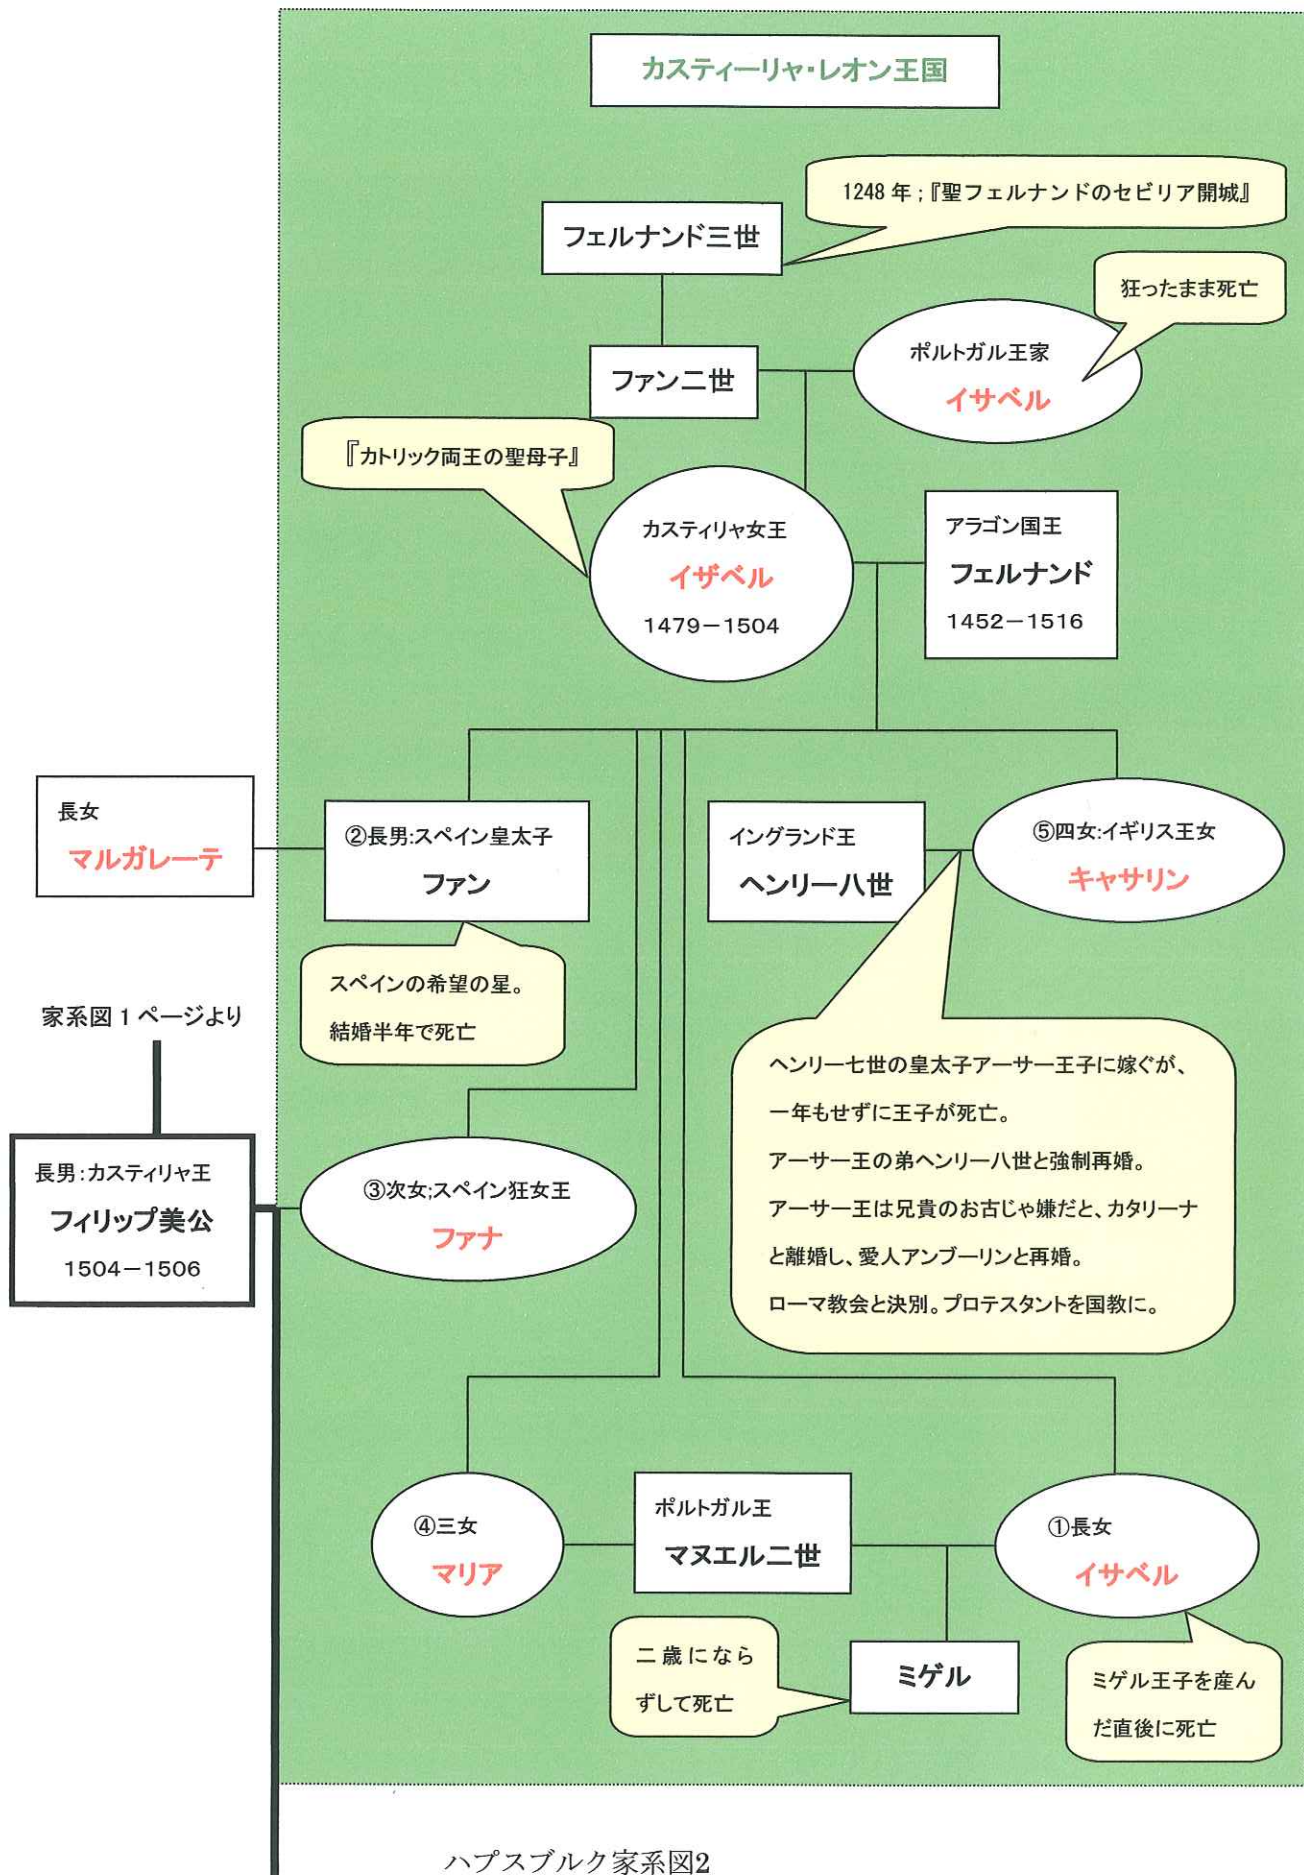 カスティーリャ・レオン王国
1248年;『聖フェルナンドのセビリア開城』
フェルナンド三世
狂ったまま死亡
ポルトガル王家
イサベル
ファン二世
『カトリック両王の聖母子』
カスティリャ女王
イザベル
1479－1504
アラゴン国王
フェルナンド
1452－1516
長女
マルガレーテ
②長男:スペイン皇太子
ファン
イングランド王
ヘンリー八世
⑤四女:イギリス王女
キャサリン
スペインの希望の星。
結婚半年で死亡
家系図1ページより
ヘンリー七世の皇太子アーサー王子に嫁ぐが、
一年もせずに王子が死亡。
アーサー王の弟ヘンリー八世と強制再婚。
アーサー王は兄貴のお古じゃ嫌だと、カタリーナ
と離婚し、愛人アンブーリンと再婚。
ローマ教会と決別。プロテスタントを国教に。
長男:カスティリャ王
フィリップ美公
1504－1506
③次女;スペイン狂女王
ファナ
④三女
マリア
ポルトガル王
マヌエル二世
①長女
イサベル
二歳になら
ずして死亡
ミゲル
ミゲル王子を産ん
だ直後に死亡
ハプスブルク家系図2